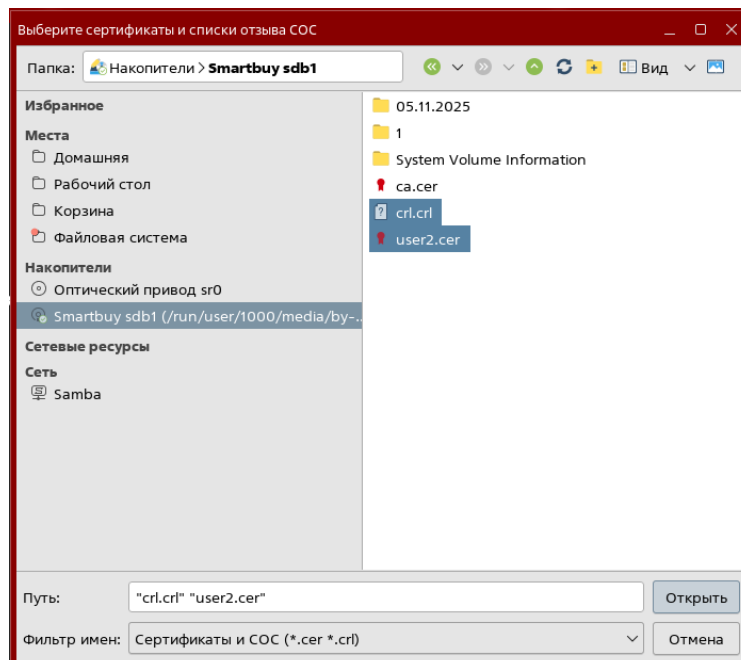 Выберите сертификаты и списки отзыва СОС
Папка: Накопители > Smartbuy sdb1 Вид
Избранное
Места
Домашняя
Рабочий стол
Корзина
Файловая система
Накопители
Оптический привод sr0
Smartbuy sdb1 (/run/user/1000/media/by-..
Сетевые ресурсы
Сеть
Samba
05.11.2025
1
System Volume Information
ca.cer
crl.crl
user2.cer
Путь: "crl.crl" "user2.cer" Открыть
Фильтр имен: Сертификаты и СОС (*.cer *.crl) Отмена